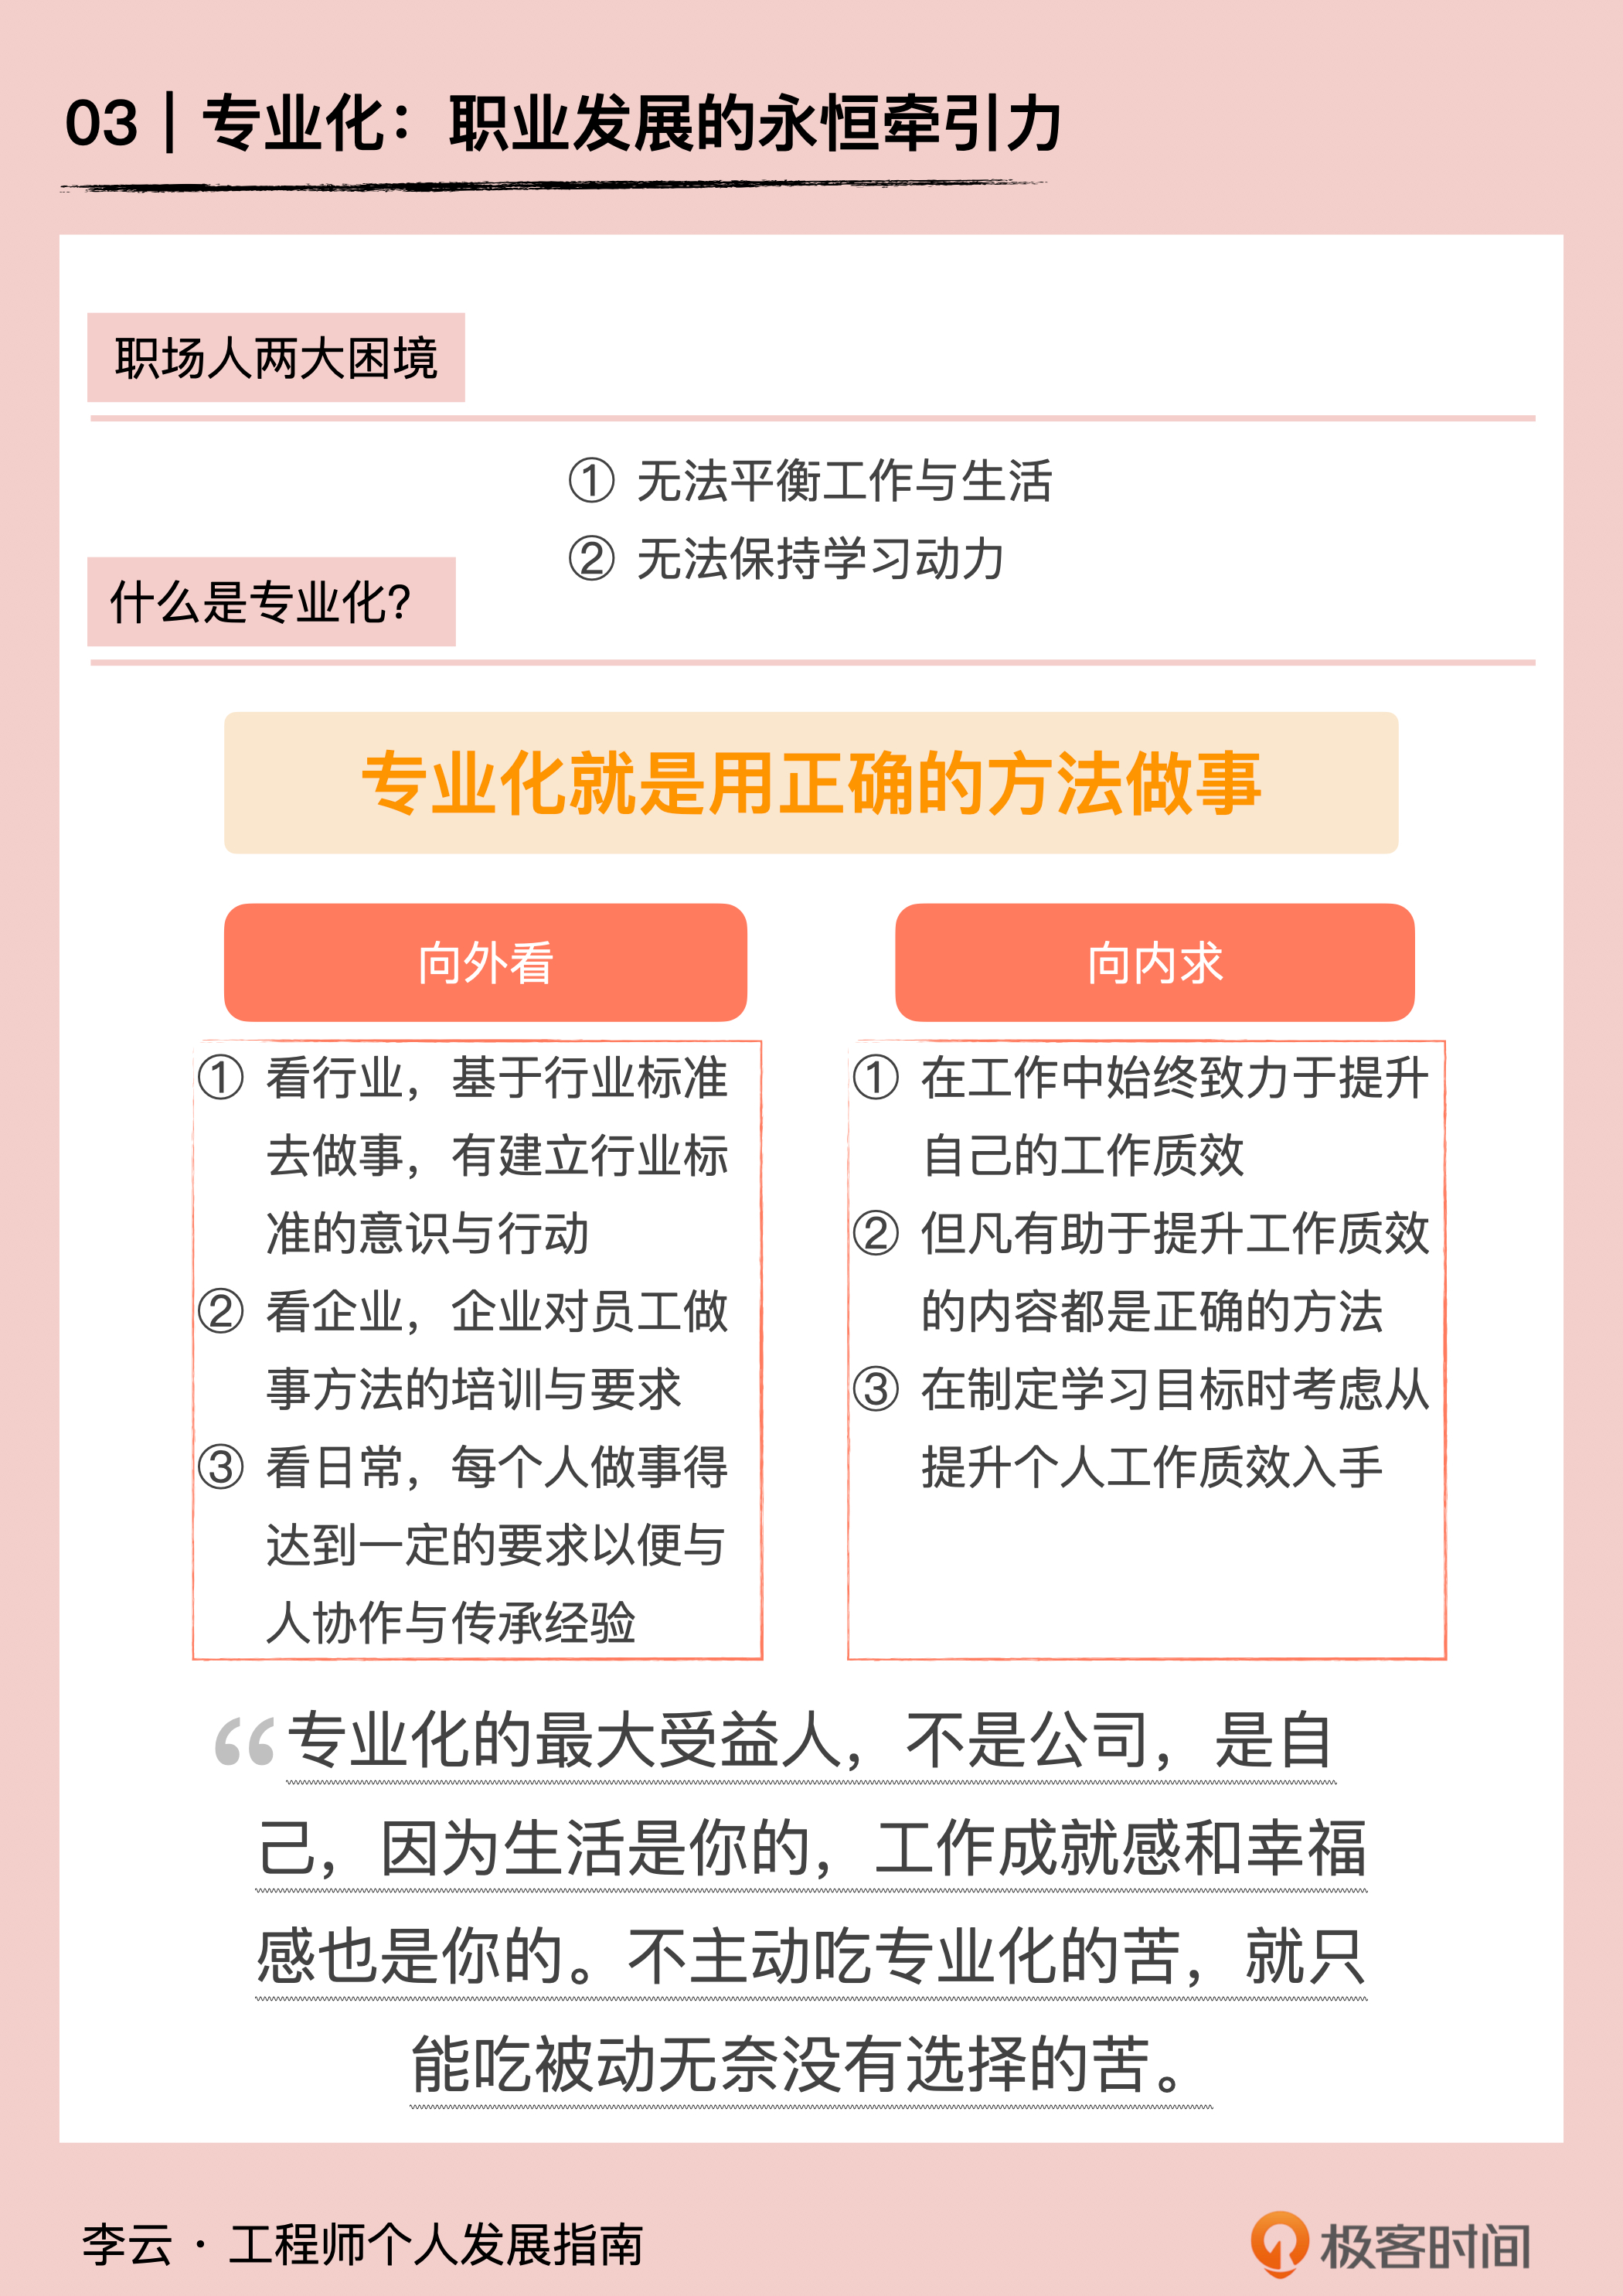 03｜专业化：职业发展的永恒牵引力
职场人两大困境
① 无法平衡工作与生活
② 无法保持学习动力
什么是专业化？
专业化就是用正确的方法做事
向外看
① 看行业，基于行业标准
去做事，有建立行业标
准的意识与行动
② 看企业，企业对员工做
事方法的培训与要求
③ 看日常，每个人做事得
达到一定的要求以便与
人协作与传承经验
向内求
① 在工作中始终致力于提升
自己的工作质效
② 但凡有助于提升工作质效
的内容都是正确的方法
③ 在制定学习目标时考虑从
提升个人工作质效入手
“专业化的最大受益人，不是公司，是自
己，因为生活是你的，工作成就感和幸福
感也是你的。不主动吃专业化的苦，就只
能吃被动无奈没有选择的苦。
李云 · 工程师个人发展指南
极客时间